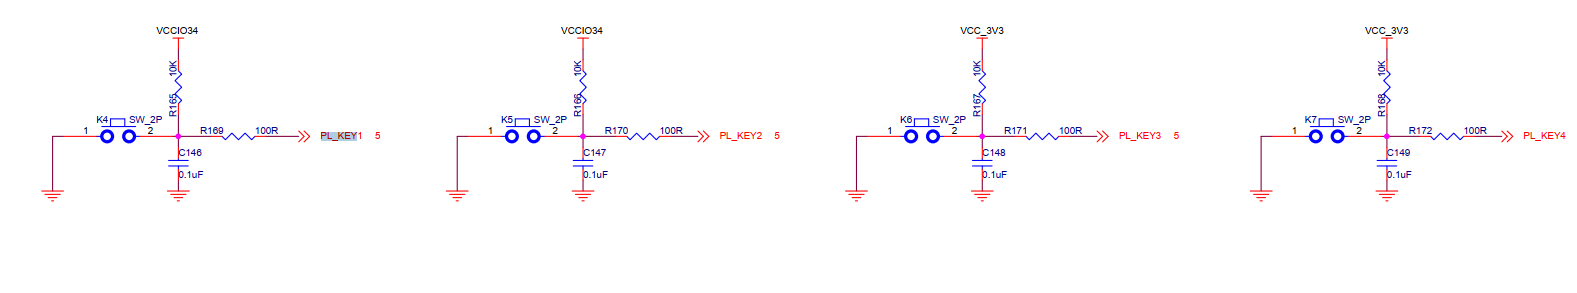 VCCIO34 VCCIO34 VCC_3V3 VCC_3V3
10K 10K 10K 10K
R165 R166 R167 R168
K4 SW_2P K5 SW_2P K6 SW_2P K7 SW_2P
1 2 R169 100R PL_KEY1 5 1 2 R170 100R PL_KEY2 5 1 2 R171 100R PL_KEY3 5 1 2 R172 100R PL_KEY4
C146 C147 C148 C149
0.1uF 0.1uF 0.1uF 0.1uF